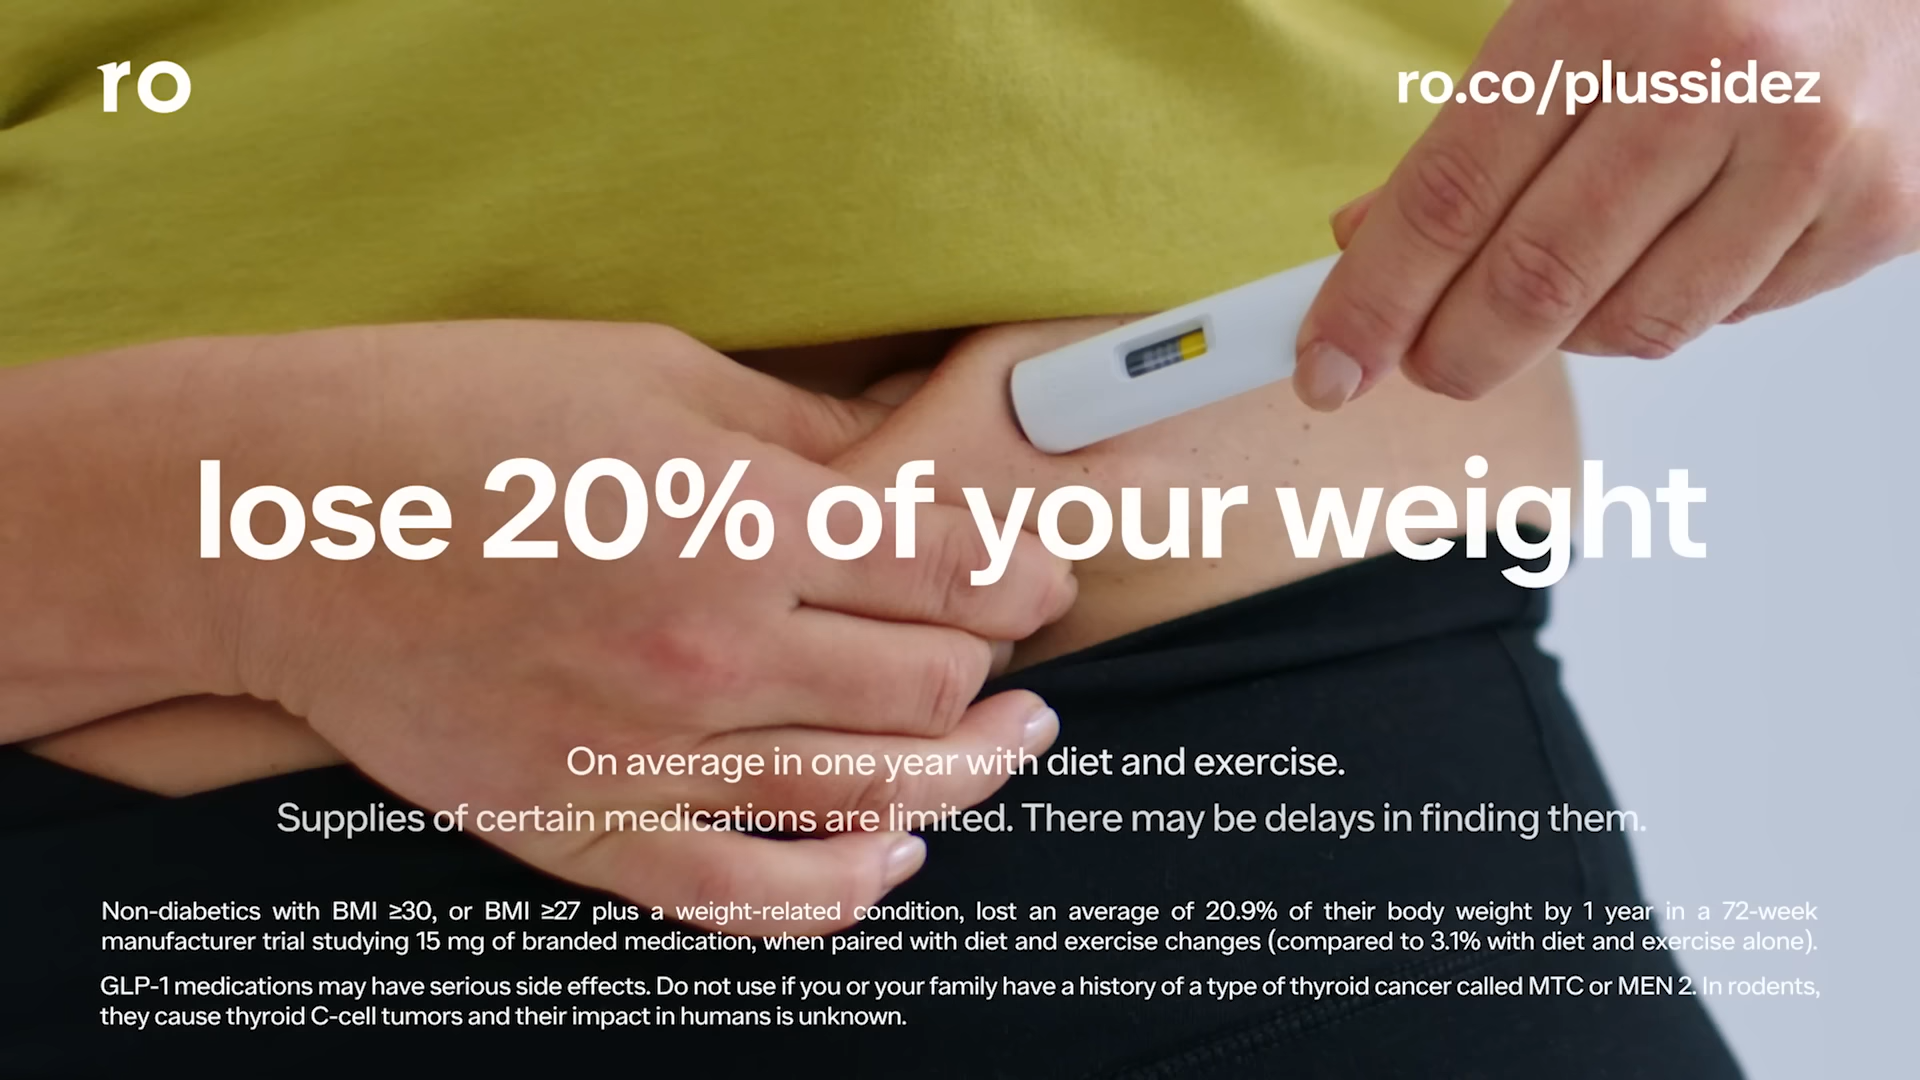 ro
ro.co/plussidez
lose 20% of your weight
On average in one year with diet and exercise.
Supplies of certain medications are limited. There may be delays in finding them.
Non-diabetics with BMI ≥30, or BMI ≥27 plus a weight-related condition, lost an average of 20.9% of their body weight by 1 year in a 72-week
manufacturer trial studying 15 mg of branded medication, when paired with diet and exercise changes (compared to 3.1% with diet and exercise alone).
GLP-1 medications may have serious side effects. Do not use if you or your family have a history of a type of thyroid cancer called MTC or MEN 2. In rodents,
they cause thyroid C-cell tumors and their impact in humans is unknown.